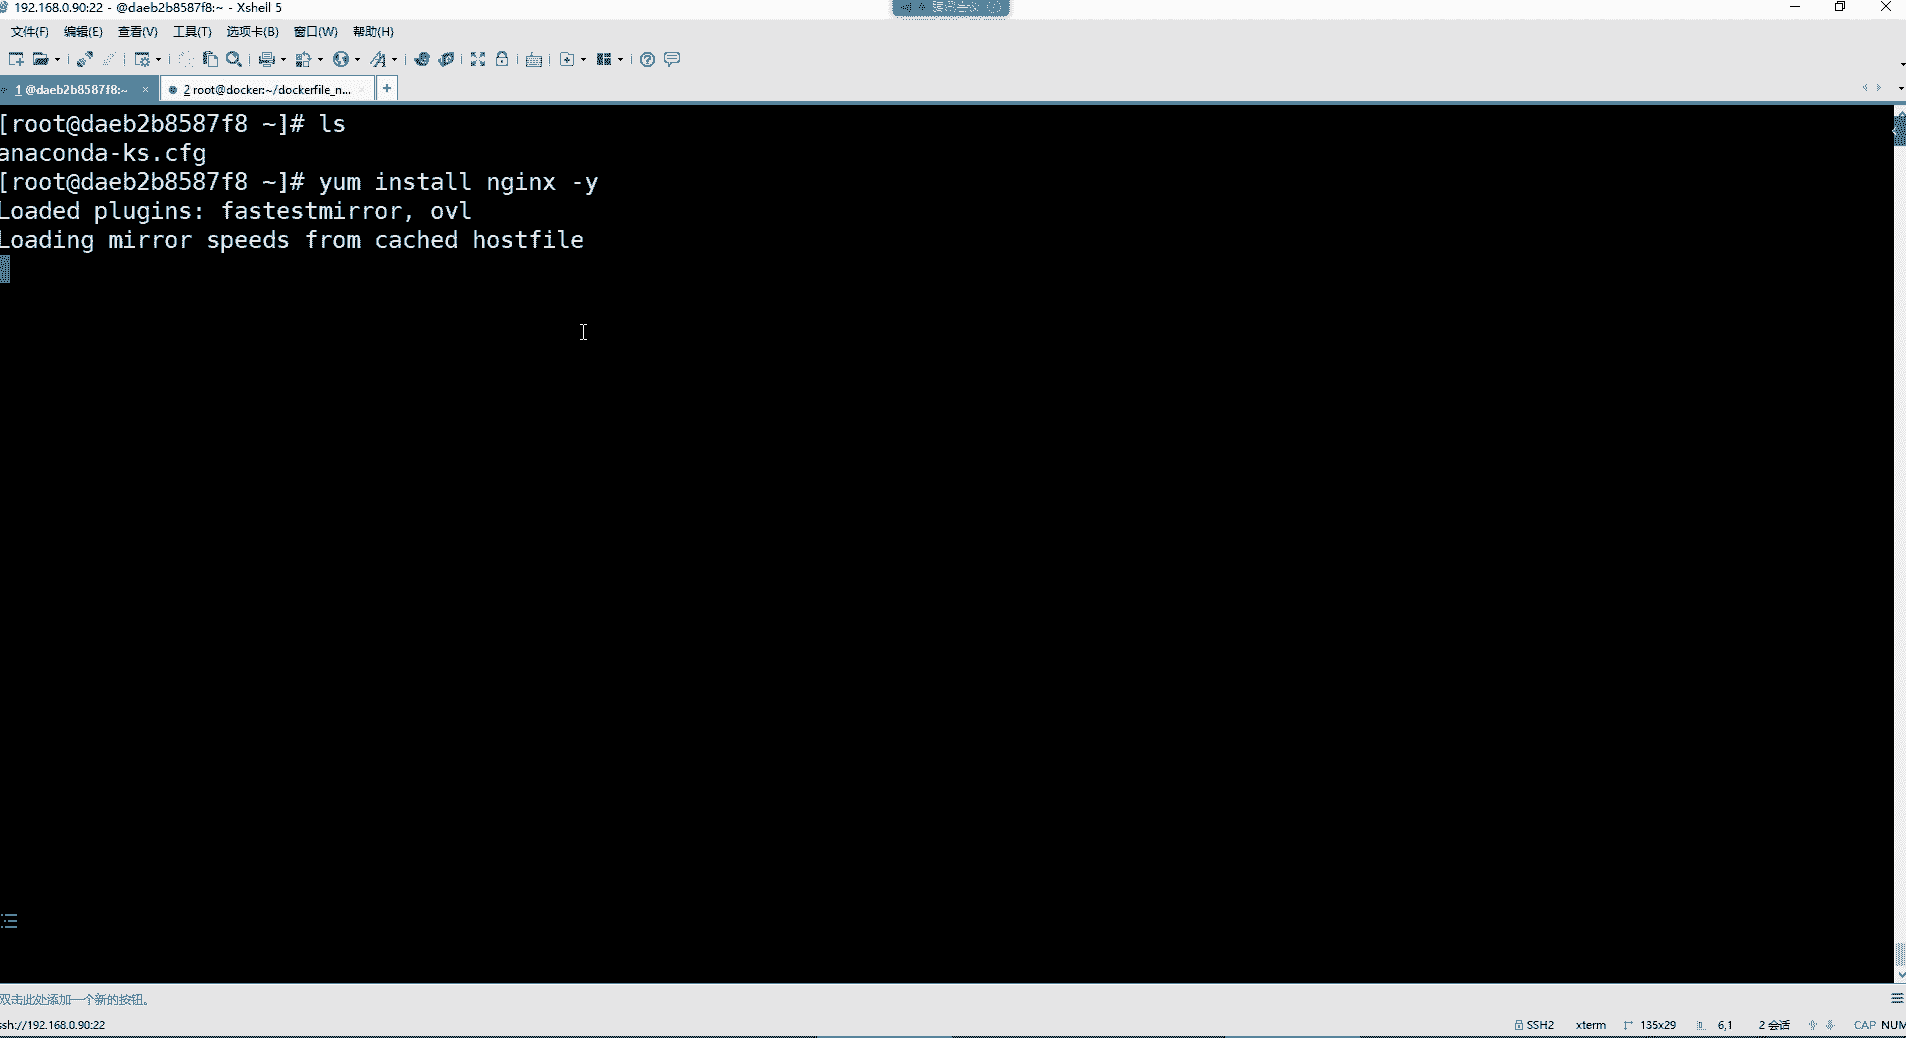 192.168.0.90:22 - @daeb2b8587f8:~ - Xshell 5
文件(F) 编辑(E) 查看(V) 工具(T) 选项卡(B) 窗口(W) 帮助(H)
1 @daeb2b8587f8:~ × 2 root@docker:~/dockerfile_n... +
[root@daeb2b8587f8 ~]# ls
anaconda-ks.cfg
[root@daeb2b8587f8 ~]# yum install nginx -y
Loaded plugins: fastestmirror, ovl
Loading mirror speeds from cached hostfile
双击此处添加一个新的按钮。
ssh://192.168.0.90:22 SSH2 xterm 135x29 6,1 2 会话 CAP NUM